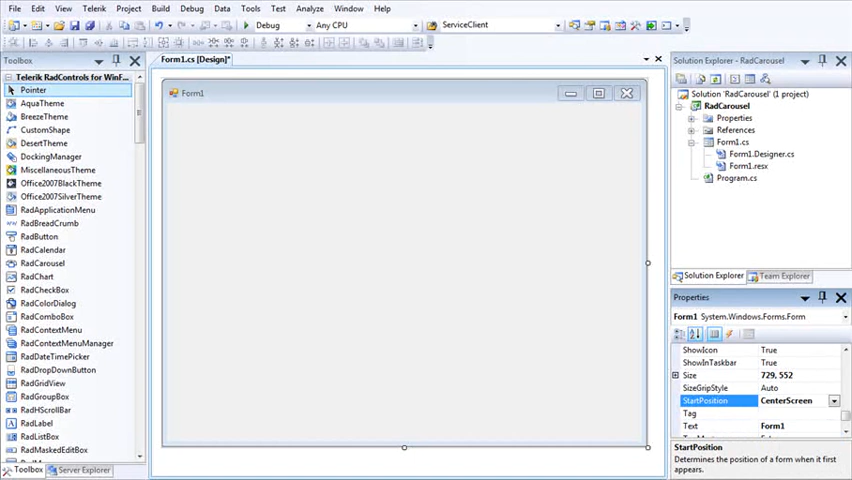 File Edit View Telerik Project Build Debug Data Tools Test Analyze Window Help
Debug Any CPU ServiceClient
Toolbox
Form1.cs [Design]*
Solution Explorer - RadCarousel
Telerik RadControls for WinF...
Pointer
AquaTheme
BreezeTheme
CustomShape
DesertTheme
DockingManager
MiscellaneousTheme
Office2007BlackTheme
Office2007SilverTheme
RadApplicationMenu
RadBreadCrumb
RadButton
RadCalendar
RadCarousel
RadChart
RadCheckBox
RadColorDialog
RadComboBox
RadContextMenu
RadContextMenuManager
RadDateTimePicker
RadDropDownButton
RadGridView
RadGroupBox
RadHScrollBar
RadLabel
RadListBox
RadMaskedEditBox
Toolbox Server Explorer
Form1
Solution 'RadCarousel' (1 project)
RadCarousel
Properties
References
Form1.cs
Form1.Designer.cs
Form1.resx
Program.cs
Solution Explorer Team Explorer
Properties
Form1 System.Windows.Forms.Form
ShowIcon True
ShowInTaskbar True
Size 729, 552
SizeGripStyle Auto
StartPosition CenterScreen
Tag
Text Form1
StartPosition
Determines the position of a form when it first
appears.